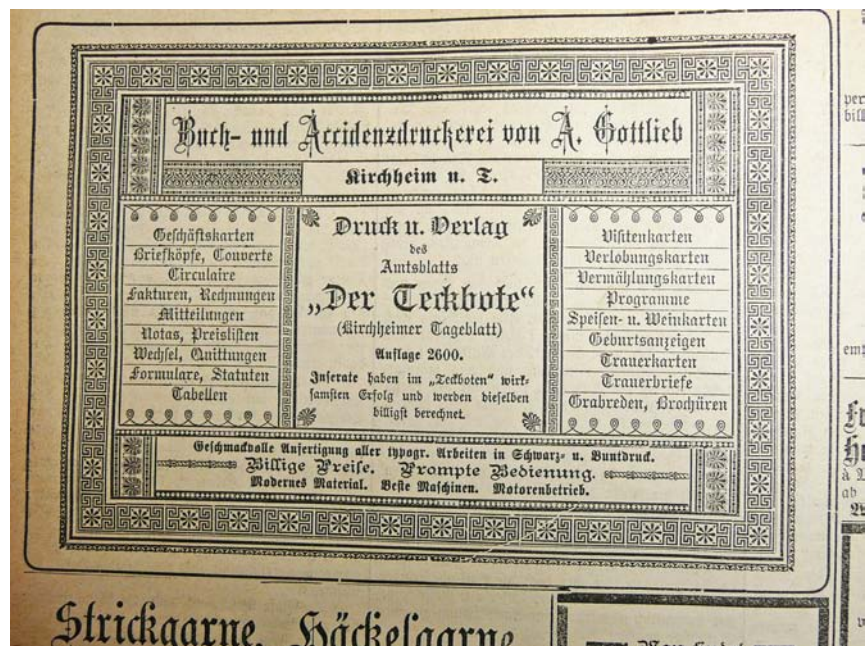 Buch- und Accidenzdruckerei von A. Gottlieb
Kirchheim u. T.
Geschäftskarten
Briefköpfe, Couverte
Circulaire
Fakturen, Rechnungen
Mitteilungen
Notas, Preislisten
Wechsel, Quittungen
Formulare, Statuten
Tabellen
Druck u. Verlag
des
Amtsblatts
„Der Teckbote“
(Kirchheimer Tageblatt)
Auflage 2600.
Inserate haben im „Teckboten“ wirk-
samsten Erfolg und werden dieselben
billigst berechnet.
Visitenkarten
Verlobungskarten
Vermählungskarten
Programme
Speisen- u. Weinkarten
Geburtsanzeigen
Trauerkarten
Trauerbriefe
Grabreden, Brochüren
Geschmackvolle Anfertigung aller typogr. Arbeiten in Schwarz- u. Buntdruck.
Billige Preise. Prompte Bedienung.
Modernes Material. Beste Maschinen. Motorenbetrieb.
Strickgarne, Häckelgarne